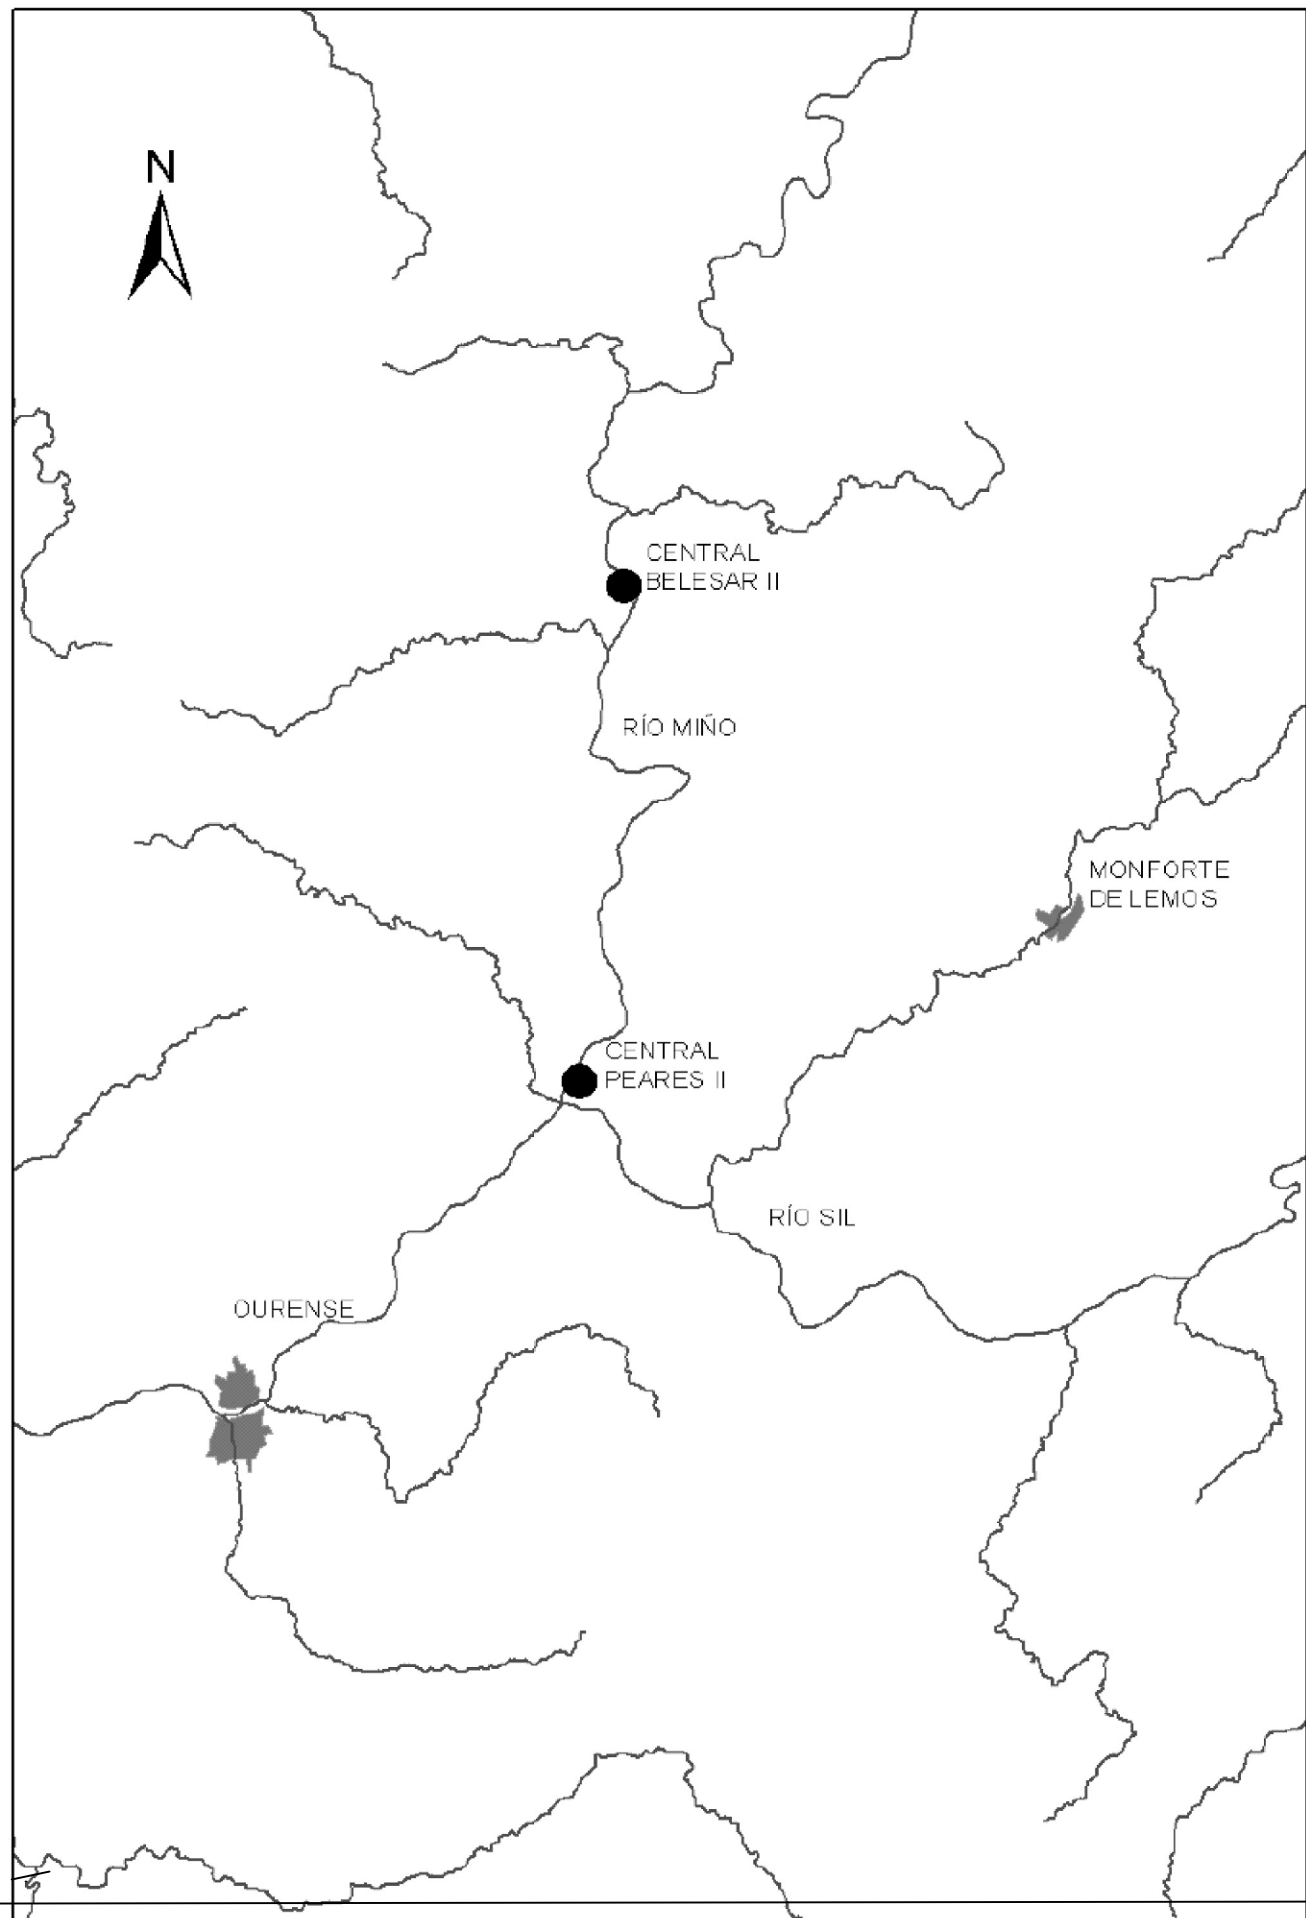 N
CENTRAL
BELESAR II
RÍO MIÑO
MONFORTE
DE LEMOS
CENTRAL
PEARES II
RÍO SIL
OURENSE